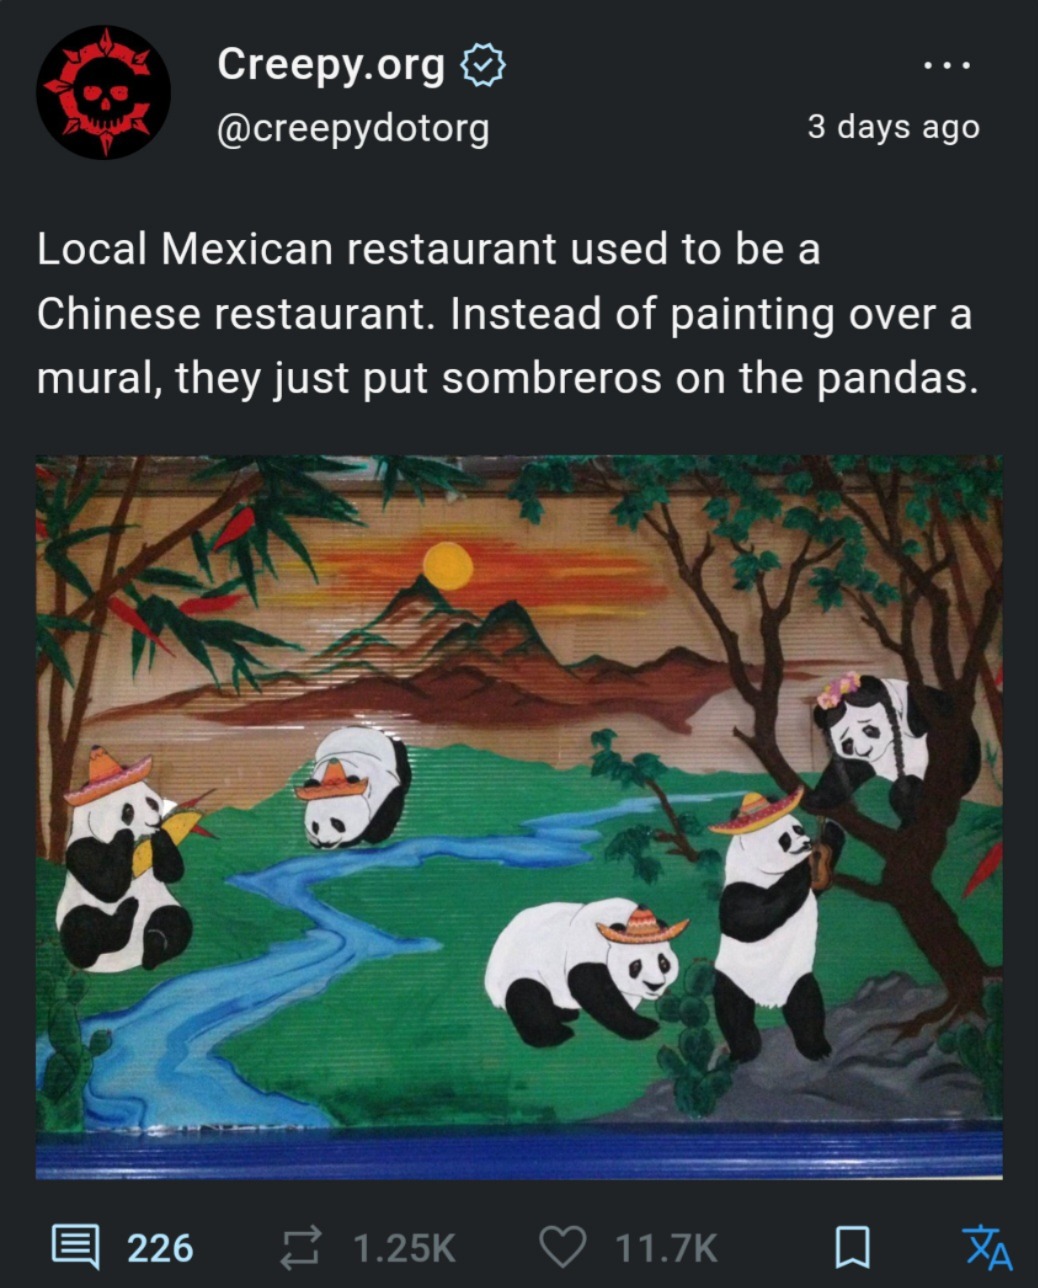 Creepy.org
@creepydotorg
3 days ago
Local Mexican restaurant used to be a
Chinese restaurant. Instead of painting over a
mural, they just put sombreros on the pandas.
226
1.25K
11.7K